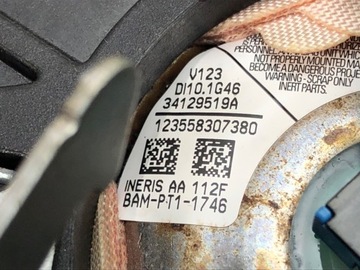 V123
DI10.1G46
34129519A
123558307380
INERIS AA 112F
BAM-PT1-1746
PERSONNEL
NOT PROPERLY MOUNTED MA
BECOME A DANGEROUS PROJE
WARNING - SCRAP ONLY
INERT PARTS.